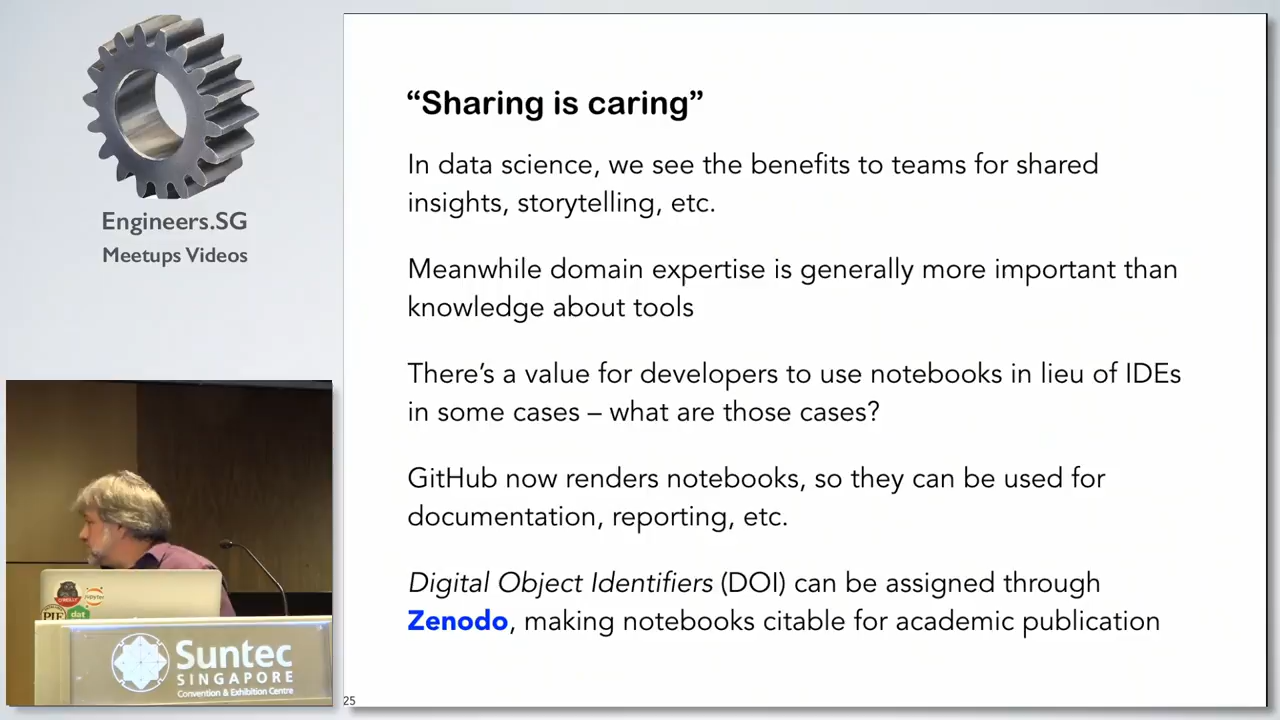 Engineers.SG
Meetups Videos
“Sharing is caring”
In data science, we see the benefits to teams for shared
insights, storytelling, etc.
Meanwhile domain expertise is generally more important than
knowledge about tools
There’s a value for developers to use notebooks in lieu of IDEs
in some cases – what are those cases?
GitHub now renders notebooks, so they can be used for
documentation, reporting, etc.
Digital Object Identifiers (DOI) can be assigned through
Zenodo, making notebooks citable for academic publication
25
O'REILLY
jupyter
PIE
dat
Suntec
SINGAPORE
Convention & Exhibition Centre